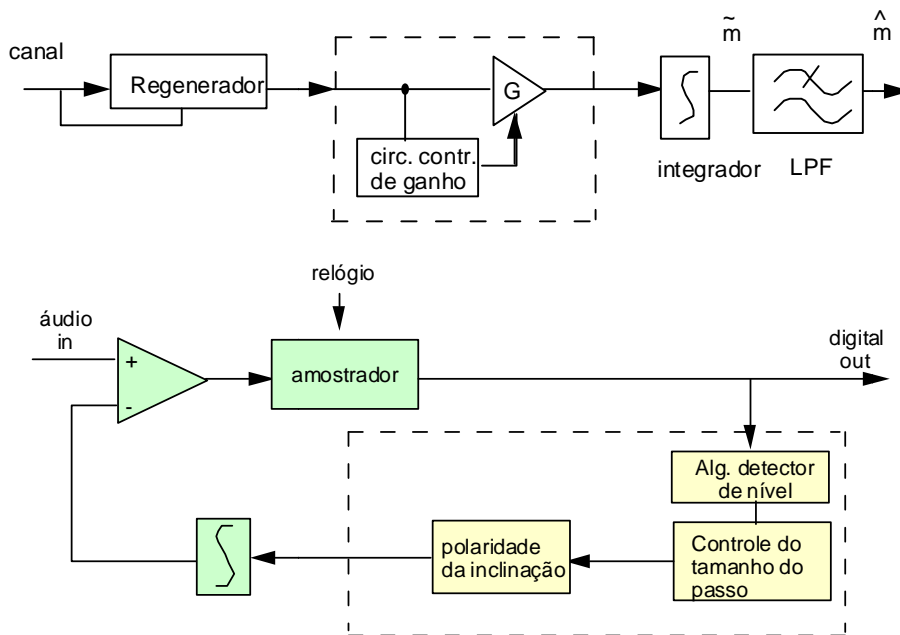 canal
Regenerador
G
circ. contr.
de ganho
~
m
^
m
integrador
LPF
relógio
áudio
in
+
-
amostrador
digital
out
Alg. detector
de nível
polaridade
da inclinação
Controle do
tamanho do
passo